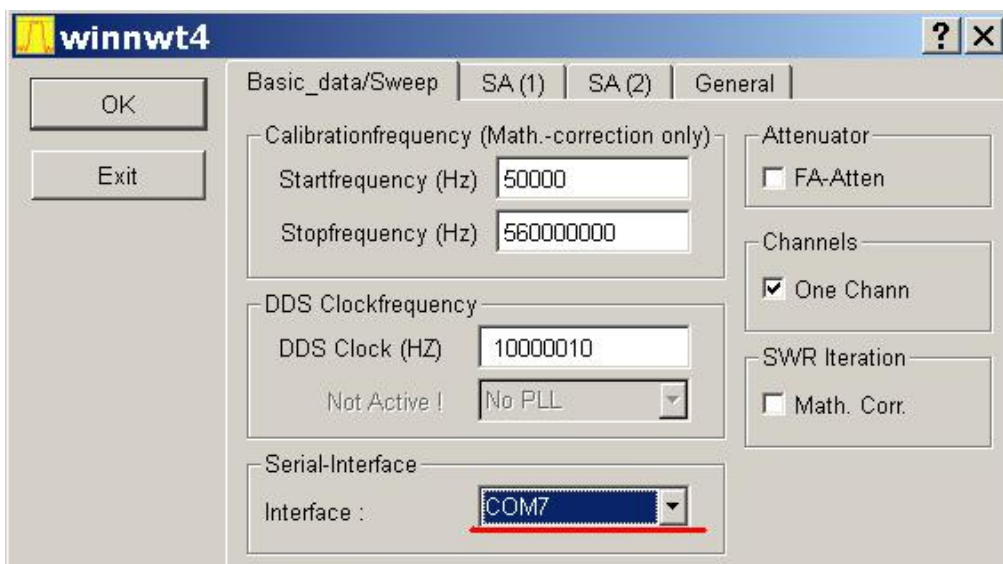 winnwt4
OK
Exit
Basic_data/Sweep SA (1) SA (2) General
Calibrationfrequency (Math.-correction only)
Startfrequency (Hz) 50000
Stopfrequency (Hz) 560000000
DDS Clockfrequency
DDS Clock (HZ) 10000010
Not Active ! No PLL
Serial-Interface
Interface : COM7
Attenuator
FA-Atten
Channels
One Chann
SWR Iteration
Math. Corr.